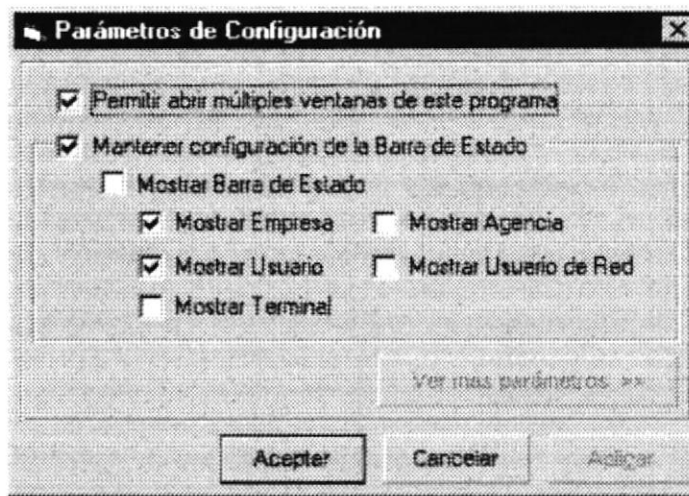 Parámetros de Configuración
Permitir abrir múltiples ventanas de este programa
Mantener configuración de la Barra de Estado
Mostrar Barra de Estado
Mostrar Empresa Mostrar Agencia
Mostrar Usuario Mostrar Usuario de Red
Mostrar Terminal
Ver mas parámetros >>
Aceptar Cancelar Aplicar